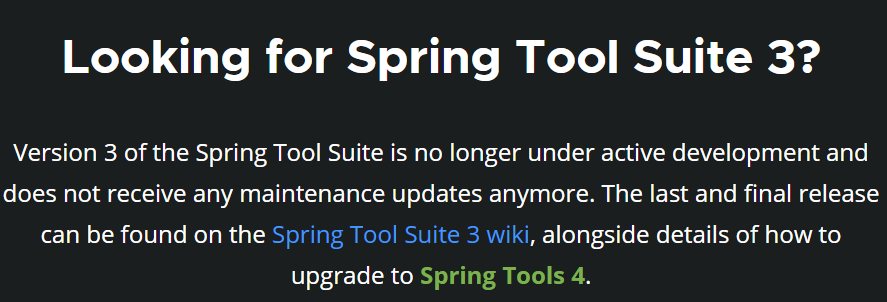 Looking for Spring Tool Suite 3?
Version 3 of the Spring Tool Suite is no longer under active development and
does not receive any maintenance updates anymore. The last and final release
can be found on the Spring Tool Suite 3 wiki, alongside details of how to
upgrade to Spring Tools 4.